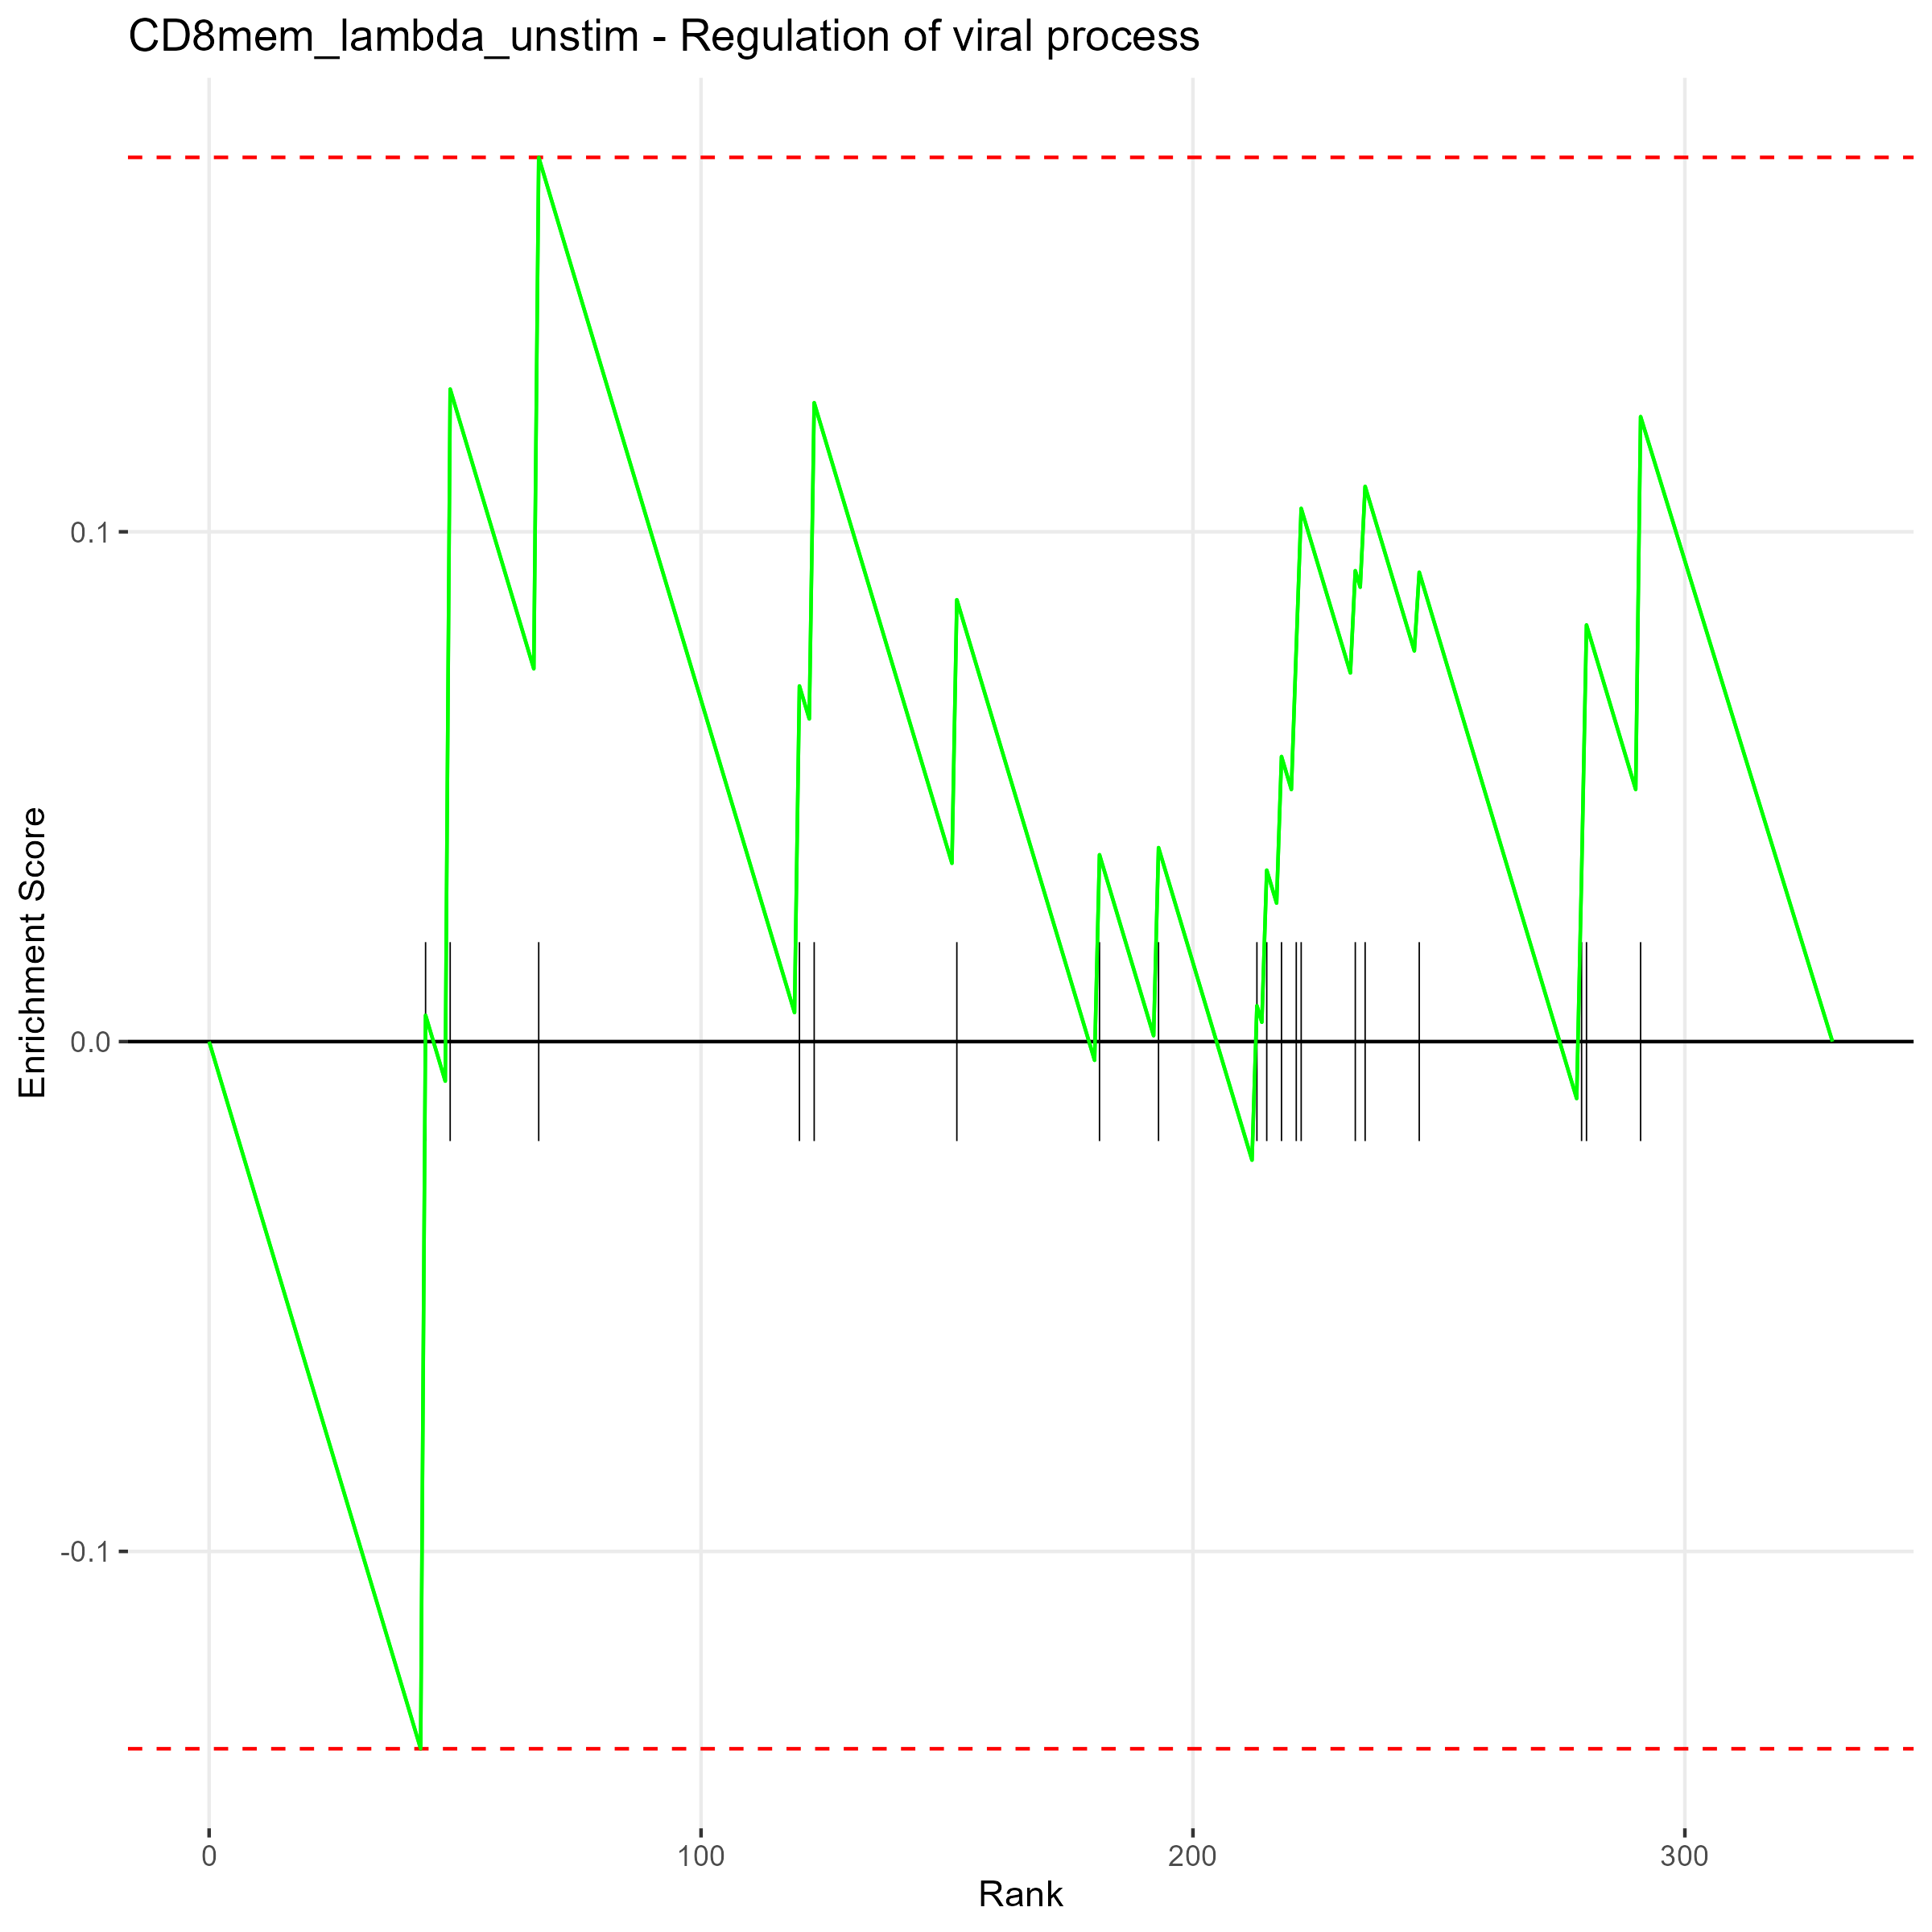 CD8mem_lambda_unstim - Regulation of viral process
Enrichment Score
0.1
0.0
-0.1
0 100 200 300
Rank